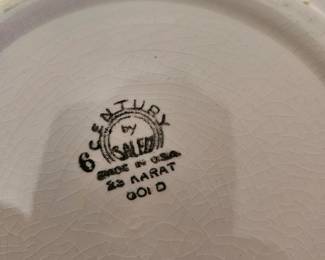 CENTURY
by
SALEM
6
MADE IN U.S.A.
23 KARAT
GOLD